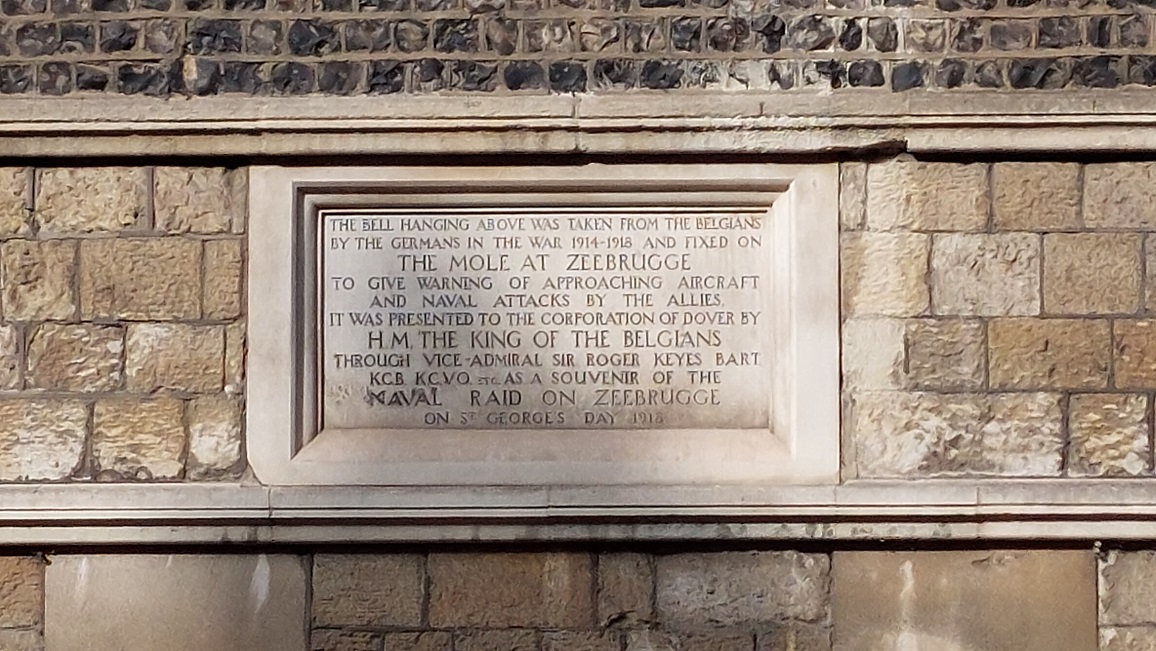 THE BELL HANGING ABOVE WAS TAKEN FROM THE BELGIANS
BY THE GERMANS IN THE WAR 1914-1918 AND FIXED ON
THE MOLE AT ZEEBRUGGE
TO GIVE WARNING OF APPROACHING AIRCRAFT
AND NAVAL ATTACKS BY THE ALLIES.
IT WAS PRESENTED TO THE CORPORATION OF DOVER BY
H.M. THE KING OF THE BELGIANS
THROUGH VICE-ADMIRAL SIR ROGER KEYES BART
K.C.B. K.C.V.O. ETC. AS A SOUVENIR OF THE
NAVAL RAID ON ZEEBRUGGE
ON ST GEORGES DAY 1918